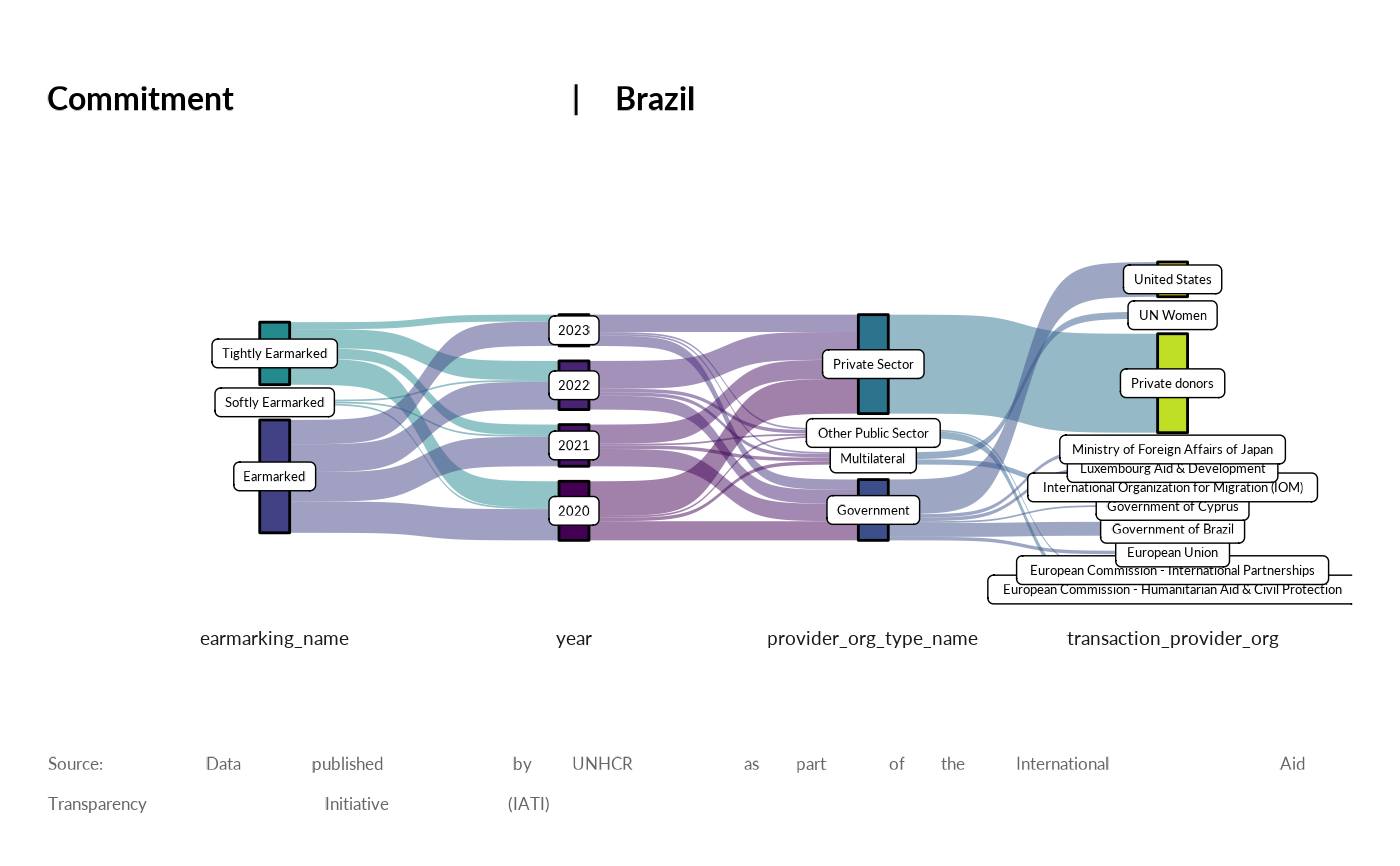 Commitment | Brazil
United States
UN Women
2023
Tightly Earmarked
Private Sector
2022
Private donors
Softly Earmarked
Other Public Sector
2021
Ministry of Foreign Affairs of Japan
Multilateral
Luxembourg Aid & Development
Earmarked
International Organization for Migration (IOM)
2020
Government
Government of Cyprus
Government of Brazil
European Union
European Commission - International Partnerships
European Commission - Humanitarian Aid & Civil Protection
earmarking_name year provider_org_type_name transaction_provider_org
Source: Data published by UNHCR as part of the International Aid
Transparency Initiative (IATI)